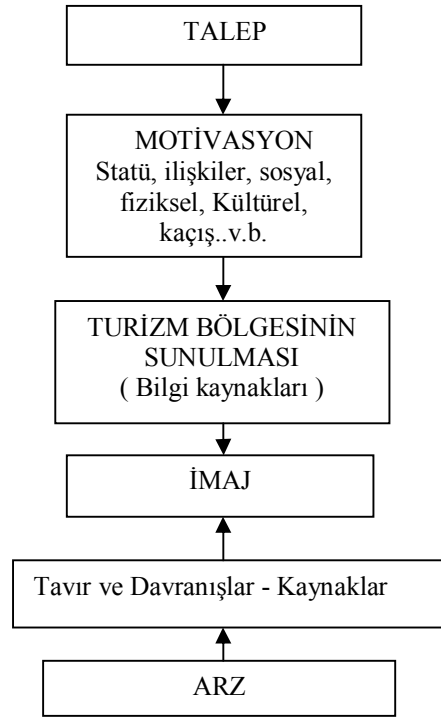 TALEP
MOTİVASYON
Statü, ilişkiler, sosyal,
fiziksel, Kültürel,
kaçış..v.b.
TURİZM BÖLGESİNİN
SUNULMASI
( Bilgi kaynakları )
İMAJ
Tavır ve Davranışlar - Kaynaklar
ARZ